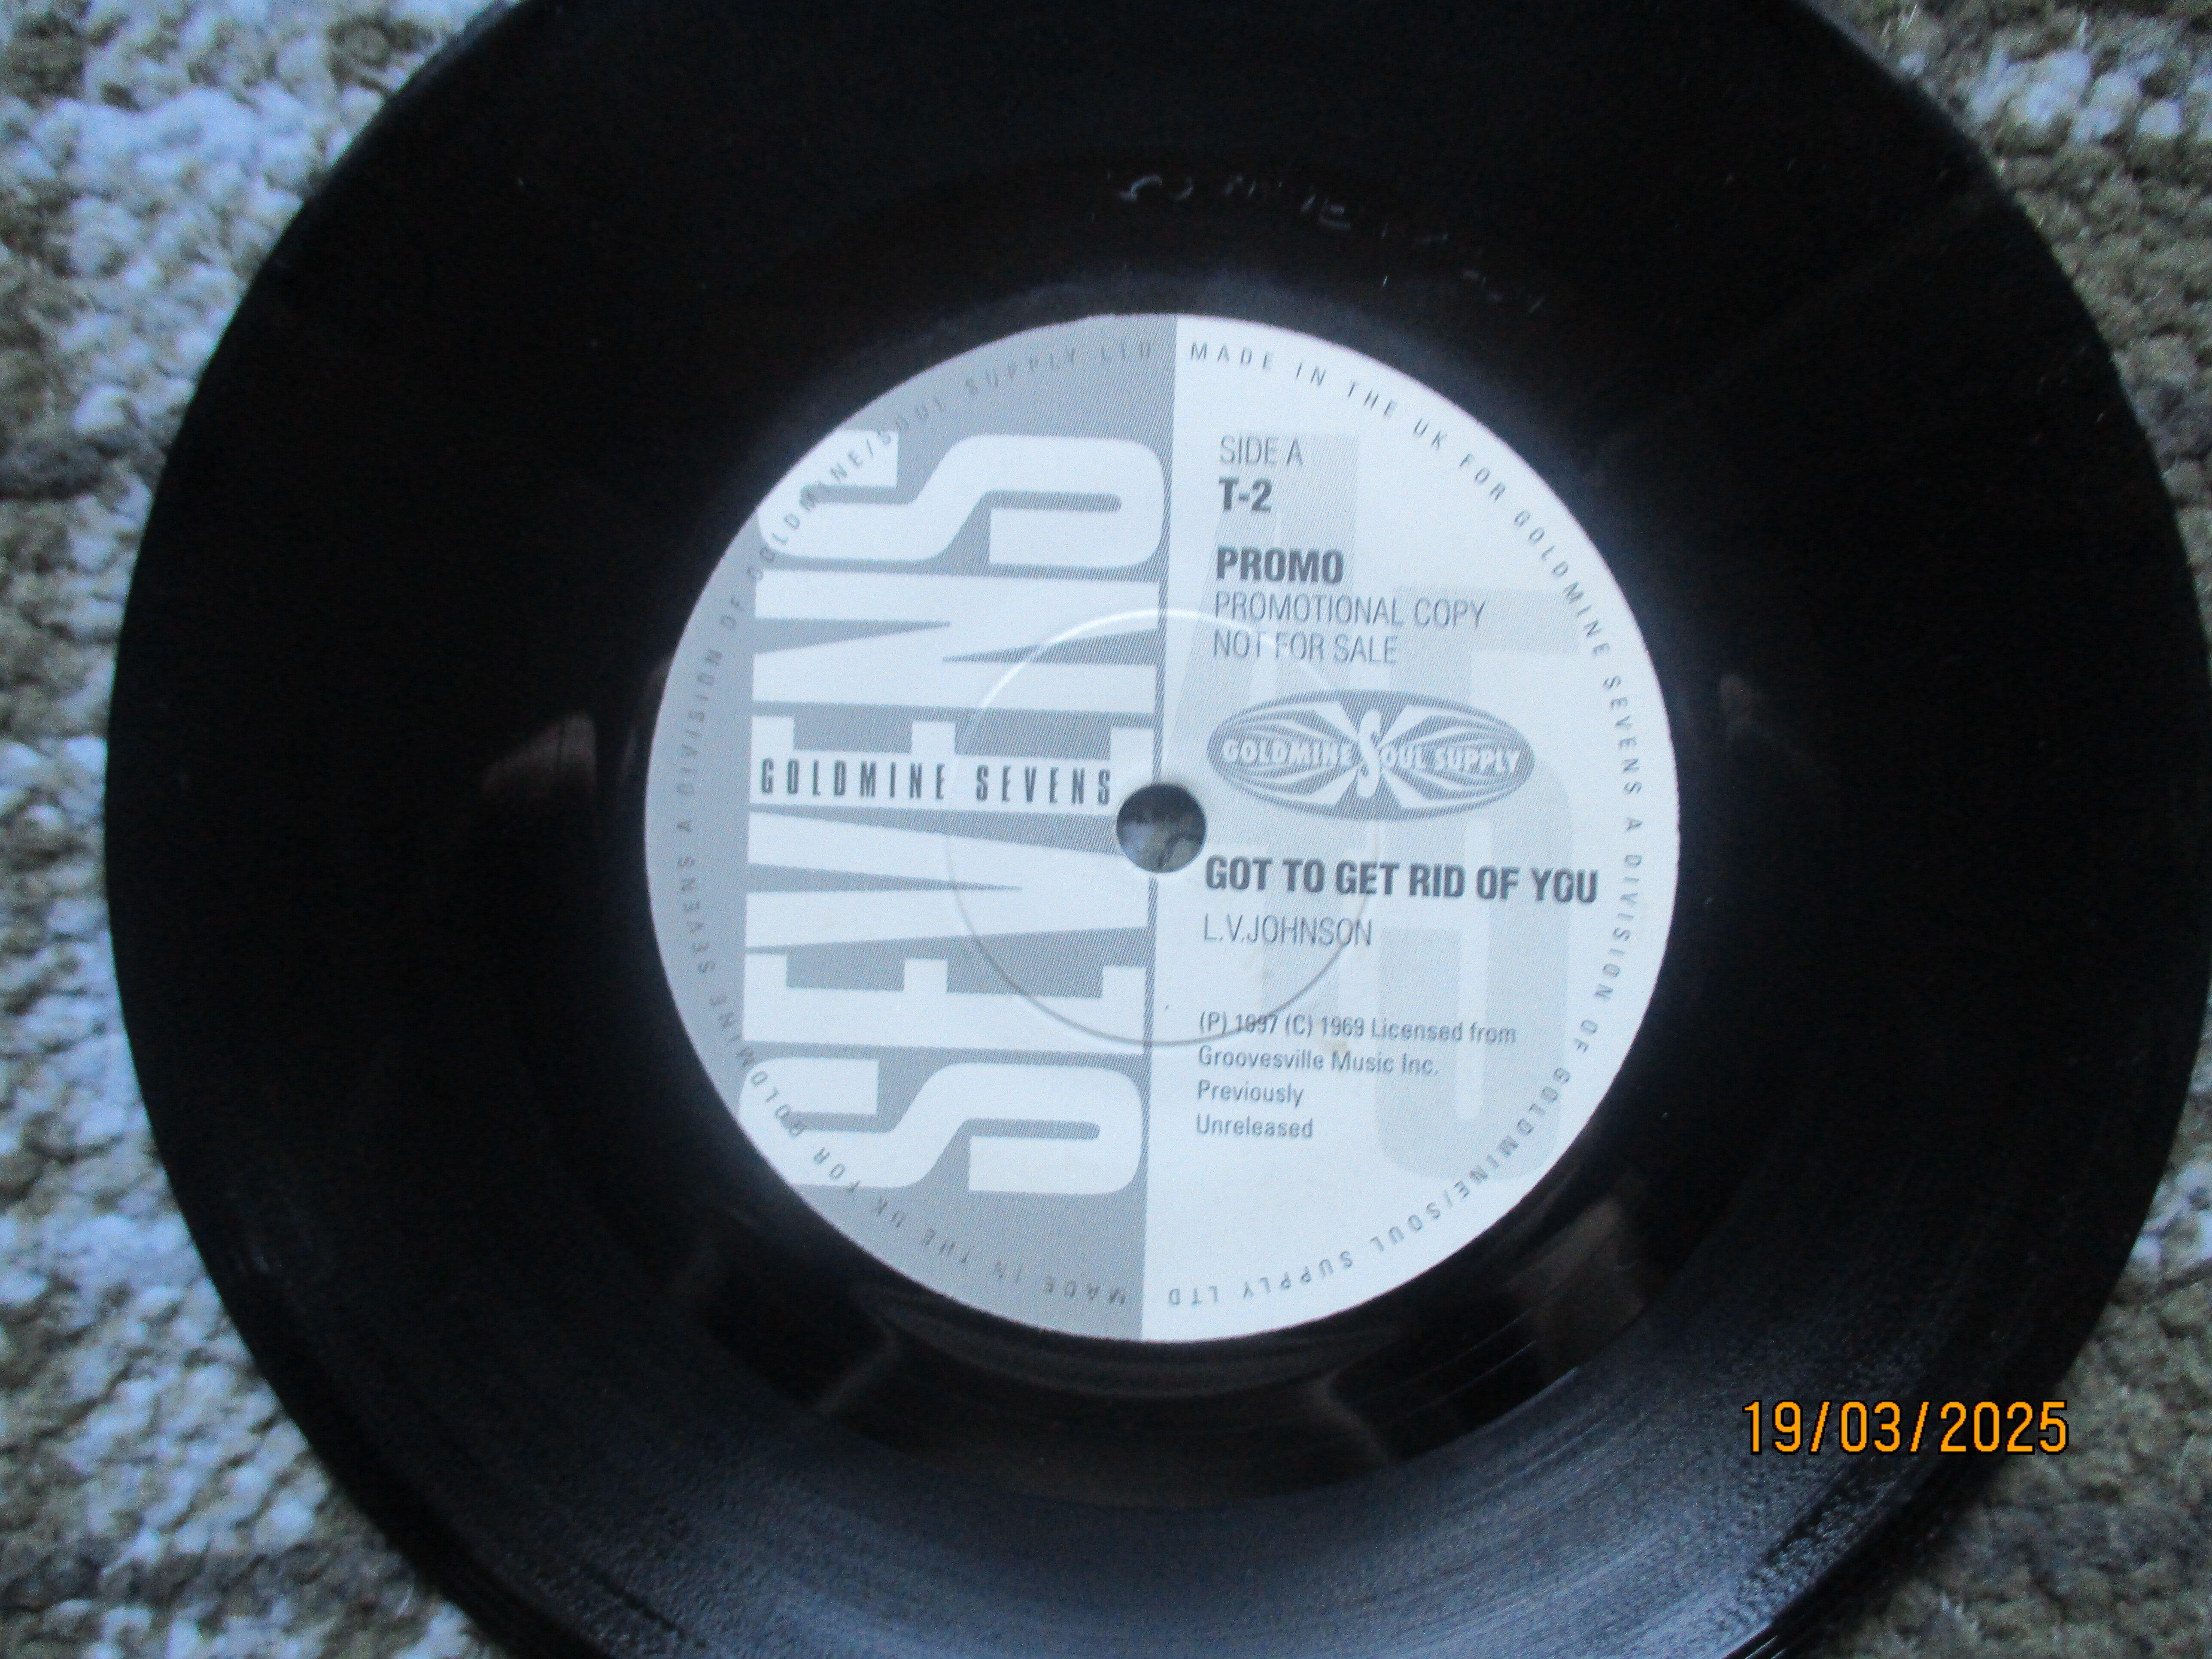 MADE IN THE UK FOR GOLDMINE SEVENS A DIVISION OF GOLDMINE/SOUL SUPPLY LTD
MADE IN THE UK FOR GOLDMINE SEVENS A DIVISION OF GOLDMINE/SOUL SUPPLY LTD
SEVENS
GOLDMINE SEVENS
SIDE A
T-2
PROMO
PROMOTIONAL COPY
NOT FOR SALE
GOLDMINE SOUL SUPPLY
GOT TO GET RID OF YOU
L.V.JOHNSON
(P) 1997 (C) 1969 Licensed from
Groovesville Music Inc.
Previously
Unreleased
19/03/2025